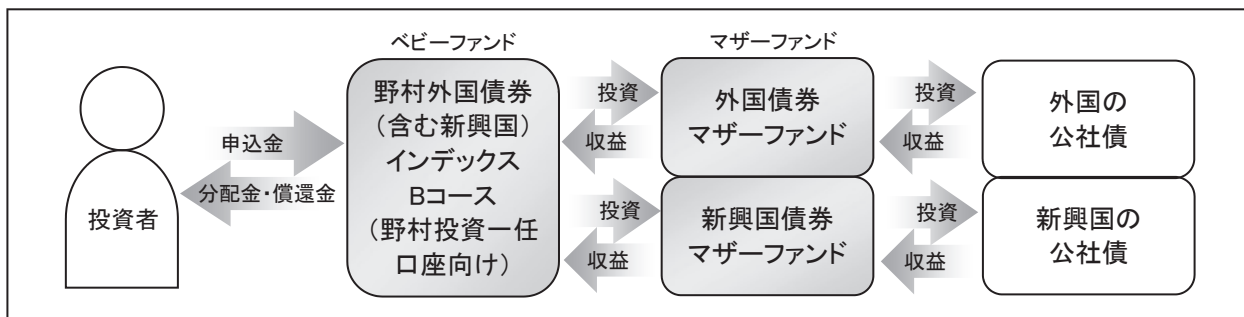 ベビーファンド
マザーファンド
投資者
申込金
分配金・償還金
野村外国債券
（含む新興国）
インデックス
Bコース
（野村投資一任
口座向け）
投資
収益
投資
収益
外国債券
マザーファンド
新興国債券
マザーファンド
投資
収益
投資
収益
外国の
公社債
新興国の
公社債